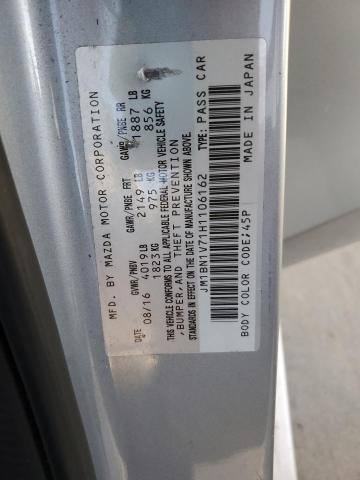 MFD. BY MAZDA MOTOR CORPORATION
DATE GVWR/PNBV GAWR/PNBE FRT GAWR/PNBE RR
08/16 4019 LB 2149 LB 1887 LB
1823 KG 975 KG 856 KG
THIS VEHICLE CONFORMS TO ALL APPLICABLE FEDERAL MOTOR VEHICLE SAFETY
,BUMPER,AND THEFT PREVENTION
STANDARDS IN EFFECT ON THE DATE OF MANUFACTURE SHOWN ABOVE.
JM1BN1V71H1106162 TYPE: PASS CAR
BODY COLOR CODE:45P MADE IN JAPAN